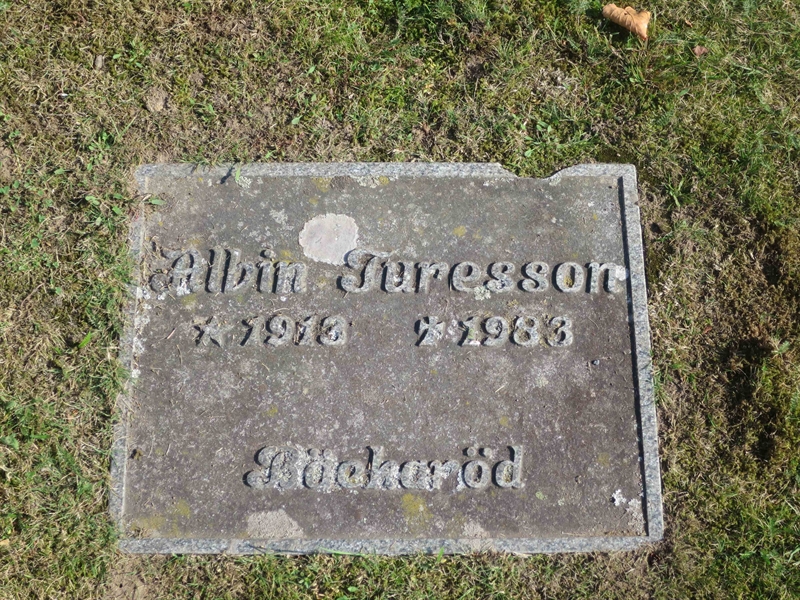 Albin Turesson
* 1913 † 1983
Bäckaröd